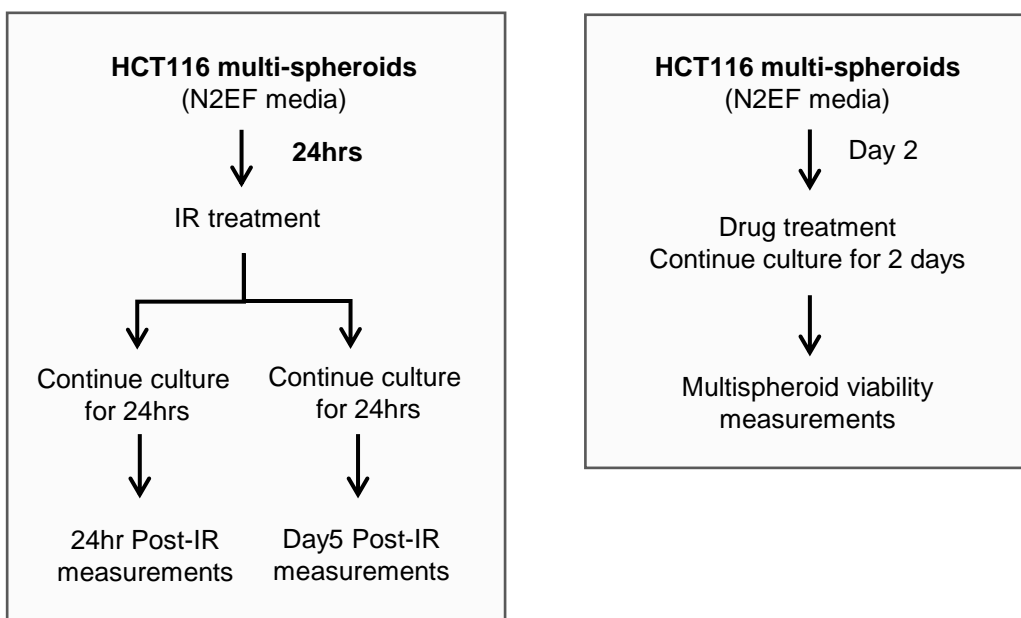 HCT116 multi-spheroids
(N2EF media)
24hrs
IR treatment
Continue culture
for 24hrs
Continue culture
for 24hrs
24hr Post-IR
measurements
Day5 Post-IR
measurements
HCT116 multi-spheroids
(N2EF media)
Day 2
Drug treatment
Continue culture for 2 days
Multispheroid viability
measurements